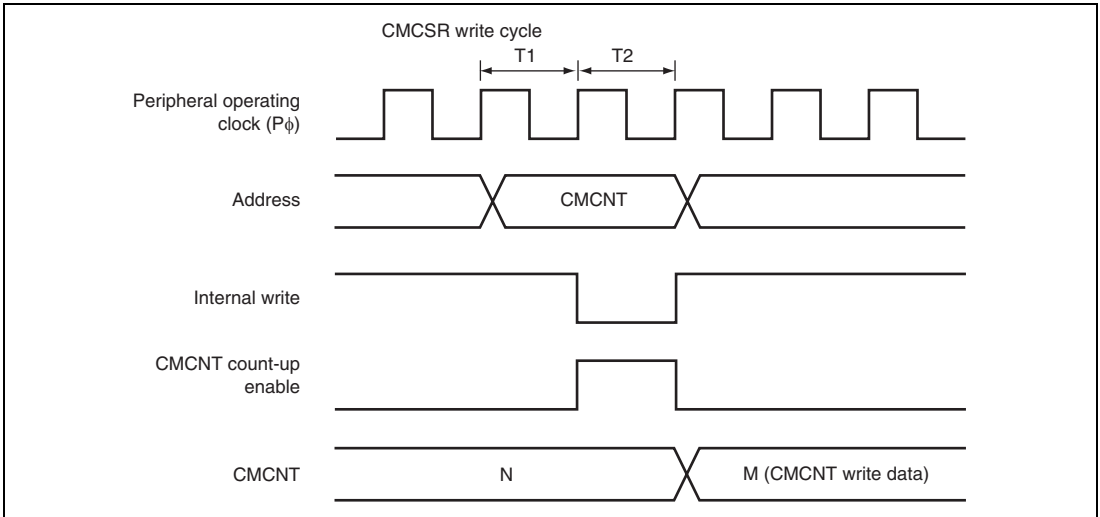 CMCSR write cycle
T1
T2
Peripheral operating
clock (Pϕ)
Address
CMCNT
Internal write
CMCNT count-up
enable
CMCNT
N
M (CMCNT write data)